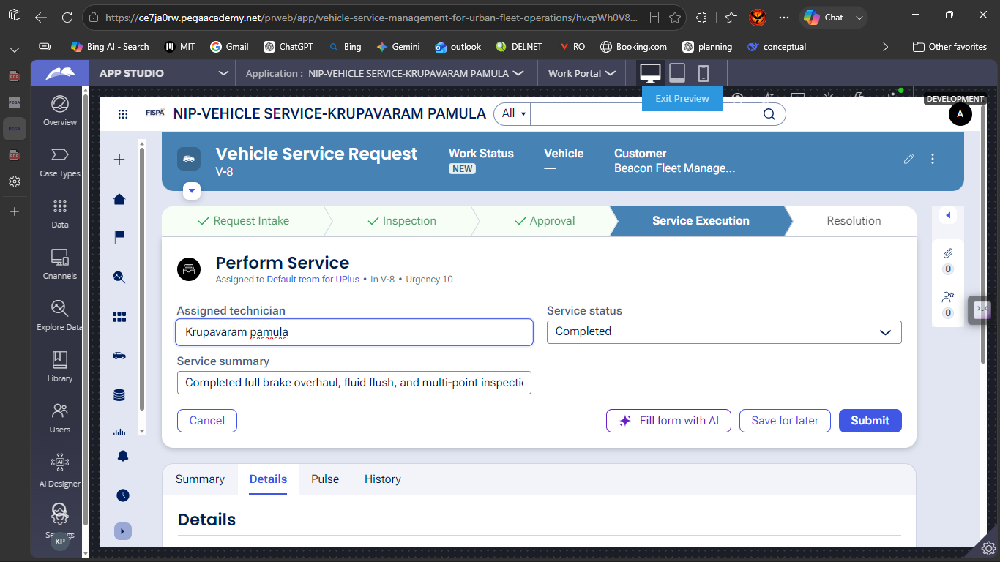 https://ce7ja0rw.pegaacademy.net/prweb/app/vehicle-service-management-for-urban-fleet-operations/hvcpWh0V8...
Chat
Bing AI - Search
MIT
Gmail
ChatGPT
Bing
Gemini
outlook
DELNET
RO
Booking.com
planning
conceptual
Other favorites
PDF
PEGA
PEGA
PDF
APP STUDIO
Application : NIP-VEHICLE SERVICE-KRUPAVARAM PAMULA
Work Portal
Exit Preview
DEVELOPMENT
Overview
Case Types
Data
Channels
Explore Data
Library
Users
AI
AI Designer
KP
FISPA
NIP-VEHICLE SERVICE-KRUPAVARAM PAMULA
All
A
Vehicle Service Request
V-8
Work Status
NEW
Vehicle
—
Customer
Beacon Fleet Manage...
Request Intake
Inspection
Approval
Service Execution
Resolution
Perform Service
Assigned to Default team for UPlus • In V-8 • Urgency 10
0
0
Assigned technician
Krupavaram pamula
Service status
Completed
Service summary
Completed full brake overhaul, fluid flush, and multi-point inspectic
Cancel
Fill form with AI
Save for later
Submit
Summary
Details
Pulse
History
Details